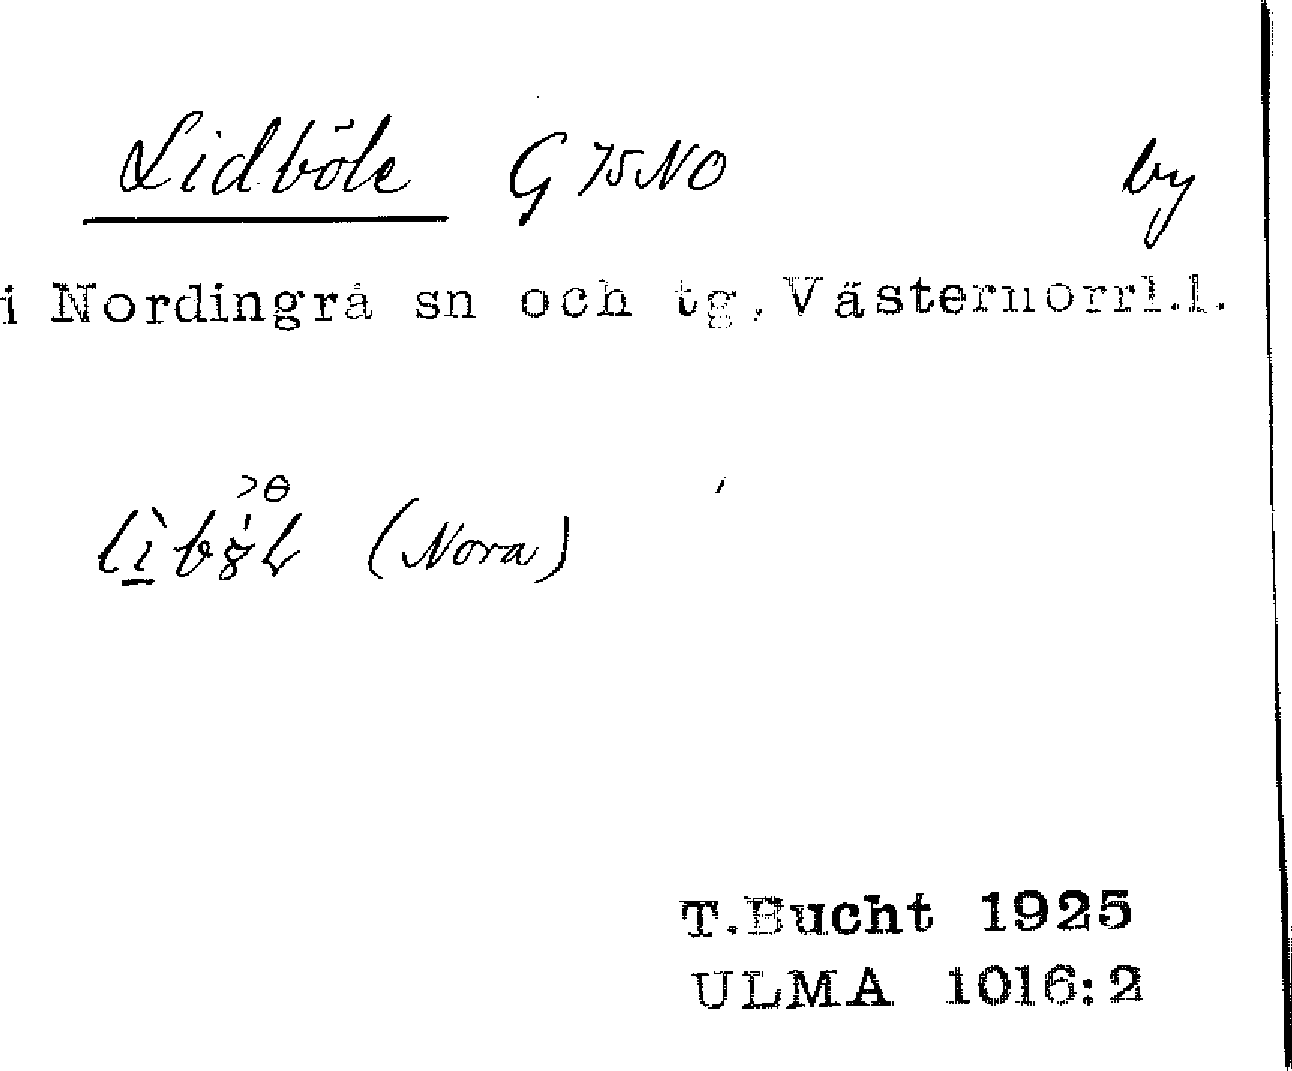 Lidböle G 75 NO by
i Nordingrå sn och tg. Västernorrl.l.
(Nora)
T.Bucht 1925
ULMA 1016:2